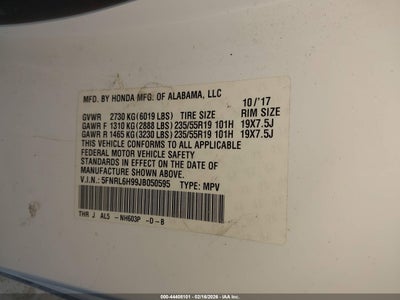 MFD. BY HONDA MFG. OF ALABAMA, LLC
10/'17
GVWR 2730 KG(6019 LBS) TIRE SIZE RIM SIZE
GAWR F 1310 KG(2888 LBS) 235/55R19 101H 19X7.5J
GAWR R 1465 KG(3230 LBS) 235/55R19 101H 19X7.5J
THIS VEHICLE CONFORMS TO ALL APPLICABLE
FEDERAL MOTOR VEHICLE SAFETY
STANDARDS IN EFFECT ON THE DATE OF
MANUFACTURE SHOWN ABOVE.
V.I.N.: 5FNRL6H99JB050595 TYPE: MPV
THR J AL5 -NH603P -D-B
000-44408101 - 02/16/2026 - © IAA, Inc.